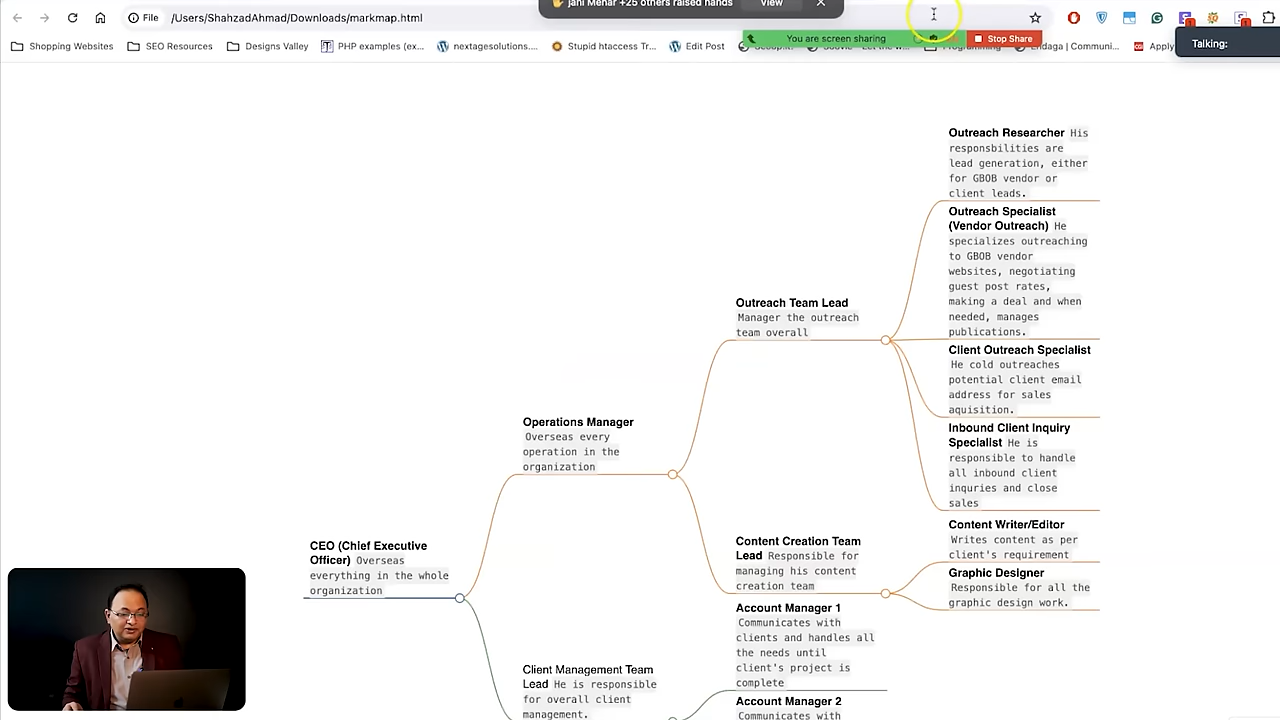 jani Mehar +25 others raised hands View
File /Users/ShahzadAhmad/Downloads/markmap.html
You are screen sharing Stop Share
Talking:
Shopping Websites SEO Resources Designs Valley PHP examples (ex... nextagesolutions.... Stupid htaccess Tr... Edit Post Programming Endaga | Communi... Apply
Outreach Researcher His
responsbilities are
lead generation, either
for GBOB vendor or
client leads.
Outreach Specialist
(Vendor Outreach) He
specializes outreaching
to GBOB vendor
websites, negotiating
guest post rates,
making a deal and when
needed, manages
publications.
Outreach Team Lead
Manager the outreach
team overall
Client Outreach Specialist
He cold outreaches
potential client email
address for sales
aquisition.
Operations Manager
Overseas every
operation in the
organization
Inbound Client Inquiry
Specialist He is
responsible to handle
all inbound client
inquries and close
sales
Content Writer/Editor
Writes content as per
client's requirement
CEO (Chief Executive
Officer) Overseas
everything in the whole
organization
Content Creation Team
Lead Responsible for
managing his content
creation team
Graphic Designer
Responsible for all the
graphic design work.
Account Manager 1
Communicates with
clients and handles all
the needs until
client's project is
complete
Client Management Team
Lead He is responsible
for overall client
management.
Account Manager 2
Communicates with